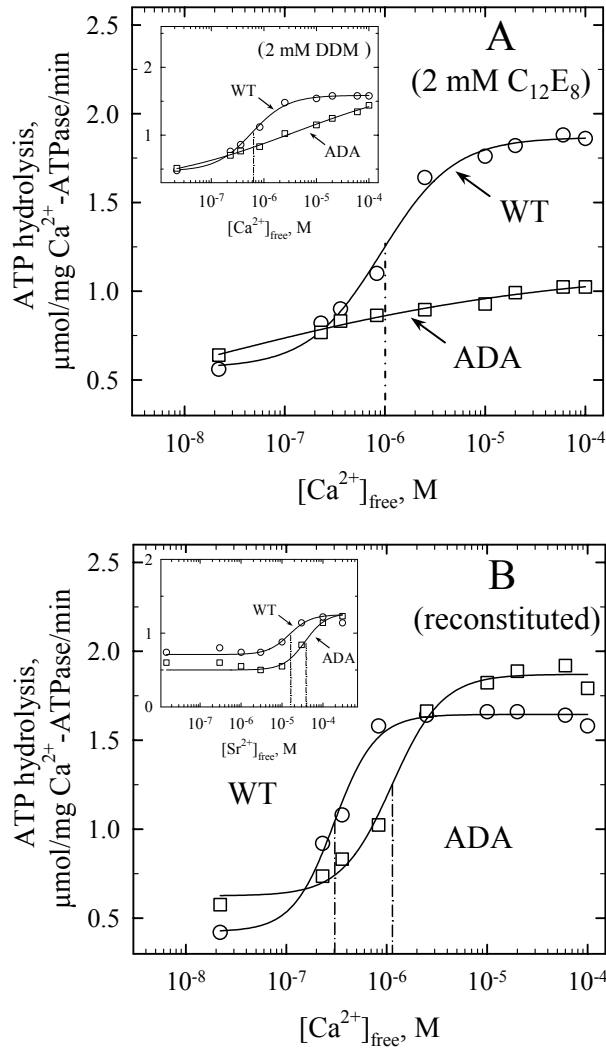 A
(2 mM C₁₂E₈)
(2 mM DDM )
WT
ADA
1
2
10⁻⁷ 10⁻⁶ 10⁻⁵ 10⁻⁴
[Ca²⁺]free, M
WT
ADA
0.5
1.0
1.5
2.0
2.5
10⁻⁸ 10⁻⁷ 10⁻⁶ 10⁻⁵ 10⁻⁴
[Ca²⁺]free, M
ATP hydrolysis,
μmol/mg Ca²⁺-ATPase/min
B
(reconstituted)
WT
ADA
0
1
2
10⁻⁷ 10⁻⁶ 10⁻⁵ 10⁻⁴
[Sr²⁺]free, M
WT
ADA
0.5
1.0
1.5
2.0
2.5
10⁻⁸ 10⁻⁷ 10⁻⁶ 10⁻⁵ 10⁻⁴
[Ca²⁺]free, M
ATP hydrolysis,
μmol/mg Ca²⁺-ATPase/min